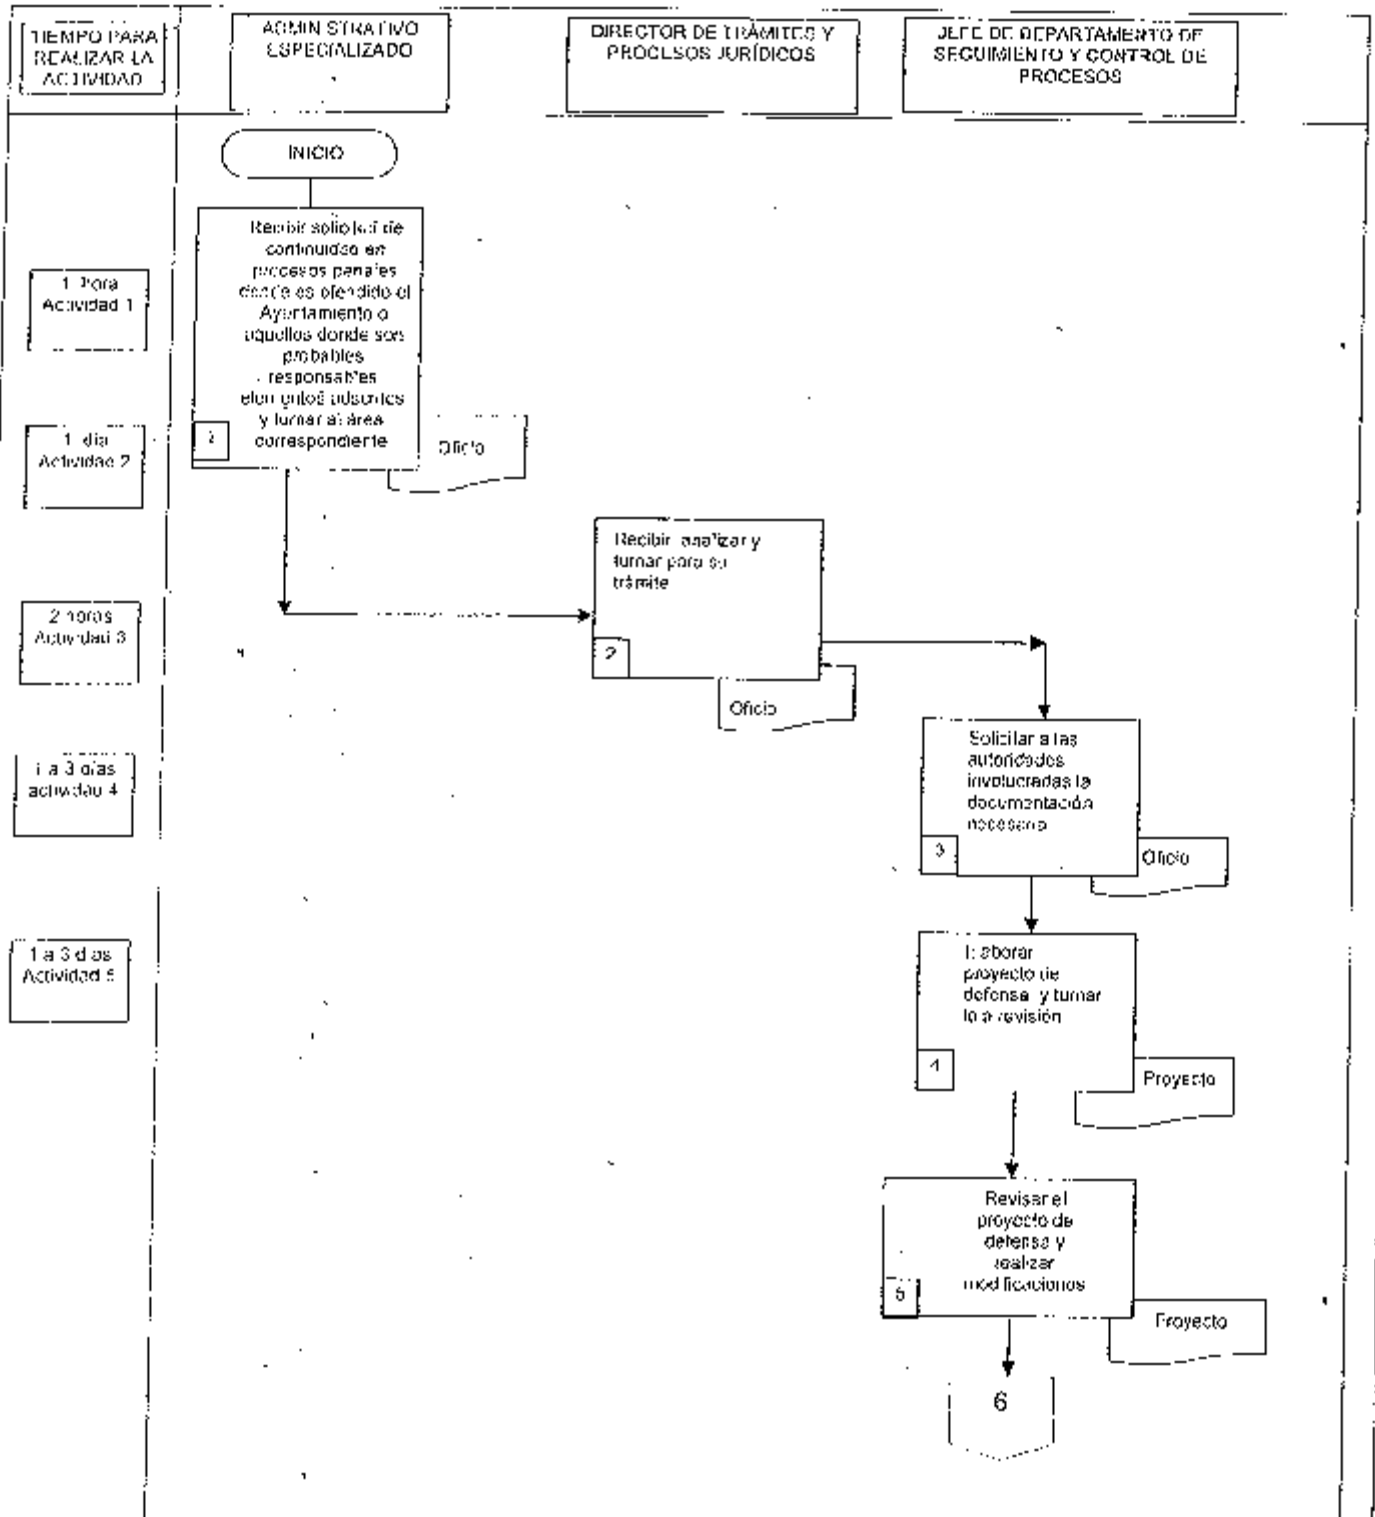 TIEMPO PARA
REALIZAR LA
ACTIVIDAD
ADMINISTRATIVO
ESPECIALIZADO
DIRECTOR DE TRÁMITES Y
PROCESOS JURÍDICOS
JEFE DE DEPARTAMENTO DE
SEGUIMIENTO Y CONTROL DE
PROCESOS
INICIO
Recibir solicitud de
continuidad en
procesos penales
donde es ofendido el
Ayuntamiento o
aquellos donde son
probables
responsables
elementos adscritos
y turnar al área
correspondiente
1
Oficio
1 hora
Actividad 1
1 día
Actividad 2
Recibir, analizar y
turnar para su
trámite
2
Oficio
2 horas
Actividad 3
Solicitar a las
autoridades
involucradas la
documentación
necesaria
3
Oficio
1 a 3 días
actividad 4
Elaborar
proyecto de
defensa y turnar
lo a revisión
4
Proyecto
1 a 3 días
Actividad 5
Revisar el
proyecto de
defensa y
realizar
modificaciones
5
Proyecto
6